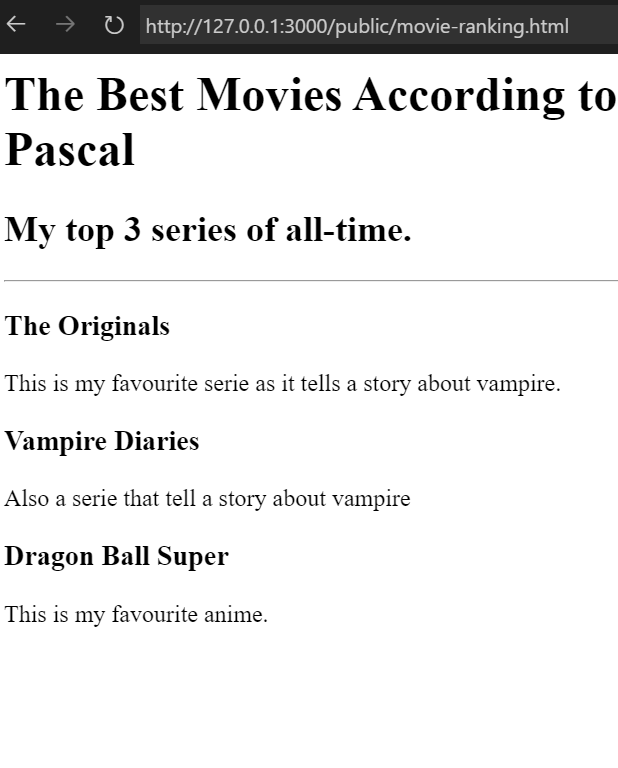 http://127.0.0.1:3000/public/movie-ranking.html
The Best Movies According to
Pascal
My top 3 series of all-time.
The Originals
This is my favourite serie as it tells a story about vampire.
Vampire Diaries
Also a serie that tell a story about vampire
Dragon Ball Super
This is my favourite anime.